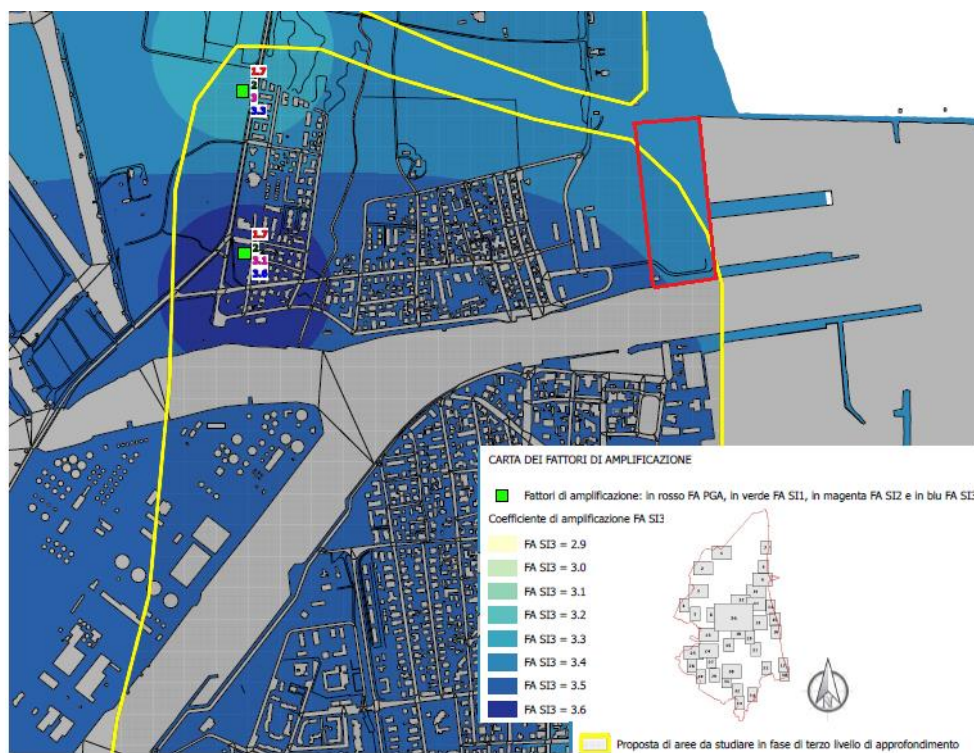 1.7
2
3
3.3
1.7
2
3.1
3.6
CARTA DEI FATTORI DI AMPLIFICAZIONE
Fattori di amplificazione: in rosso FA PGA, in verde FA SI1, in magenta FA SI2 e in blu FA SI3
Coefficiente di amplificazione FA SI3
FA SI3 = 2.9
FA SI3 = 3.0
FA SI3 = 3.1
FA SI3 = 3.2
FA SI3 = 3.3
FA SI3 = 3.4
FA SI3 = 3.5
FA SI3 = 3.6
Proposta di aree da studiare in fase di terzo livello di approfondimento